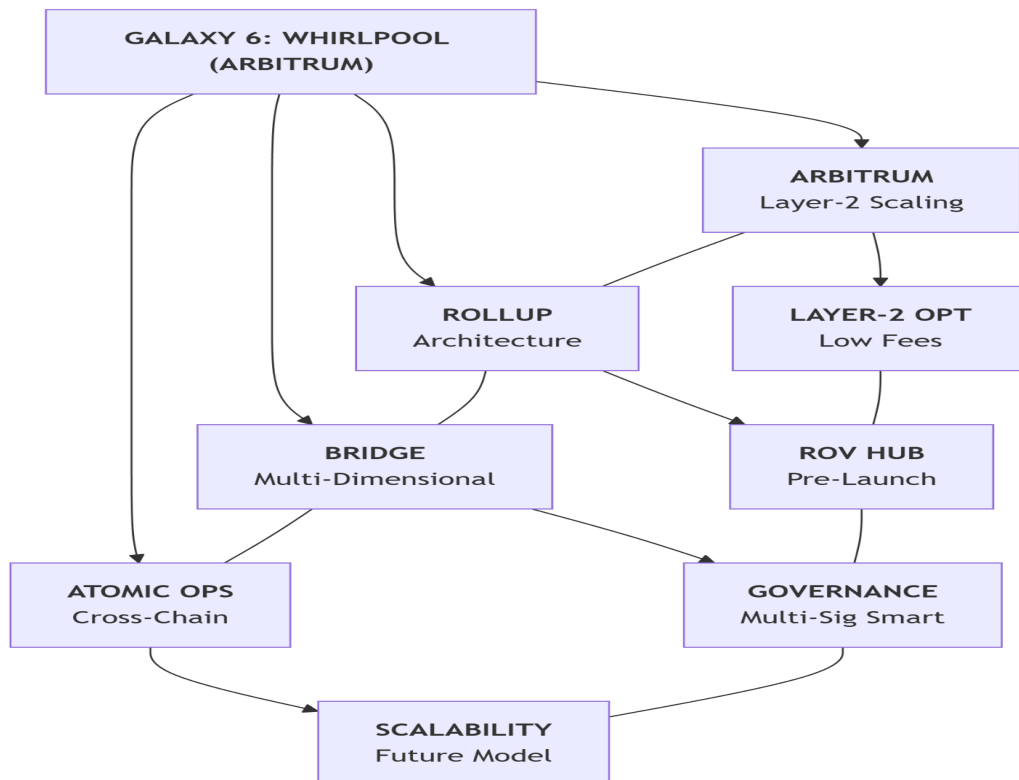 GALAXY 6: WHIRLPOOL
(ARBITRUM)
ARBITRUM
Layer-2 Scaling
ROLLUP
Architecture
LAYER-2 OPT
Low Fees
BRIDGE
Multi-Dimensional
ROV HUB
Pre-Launch
ATOMIC OPS
Cross-Chain
GOVERNANCE
Multi-Sig Smart
SCALABILITY
Future Model